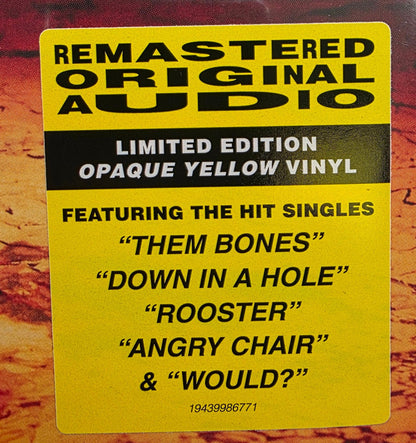 REMASTERED
ORIGINAL
AUDIO
LIMITED EDITION
OPAQUE YELLOW VINYL
FEATURING THE HIT SINGLES
“THEM BONES”
“DOWN IN A HOLE”
“ROOSTER”
“ANGRY CHAIR”
& “WOULD?”
19439986771